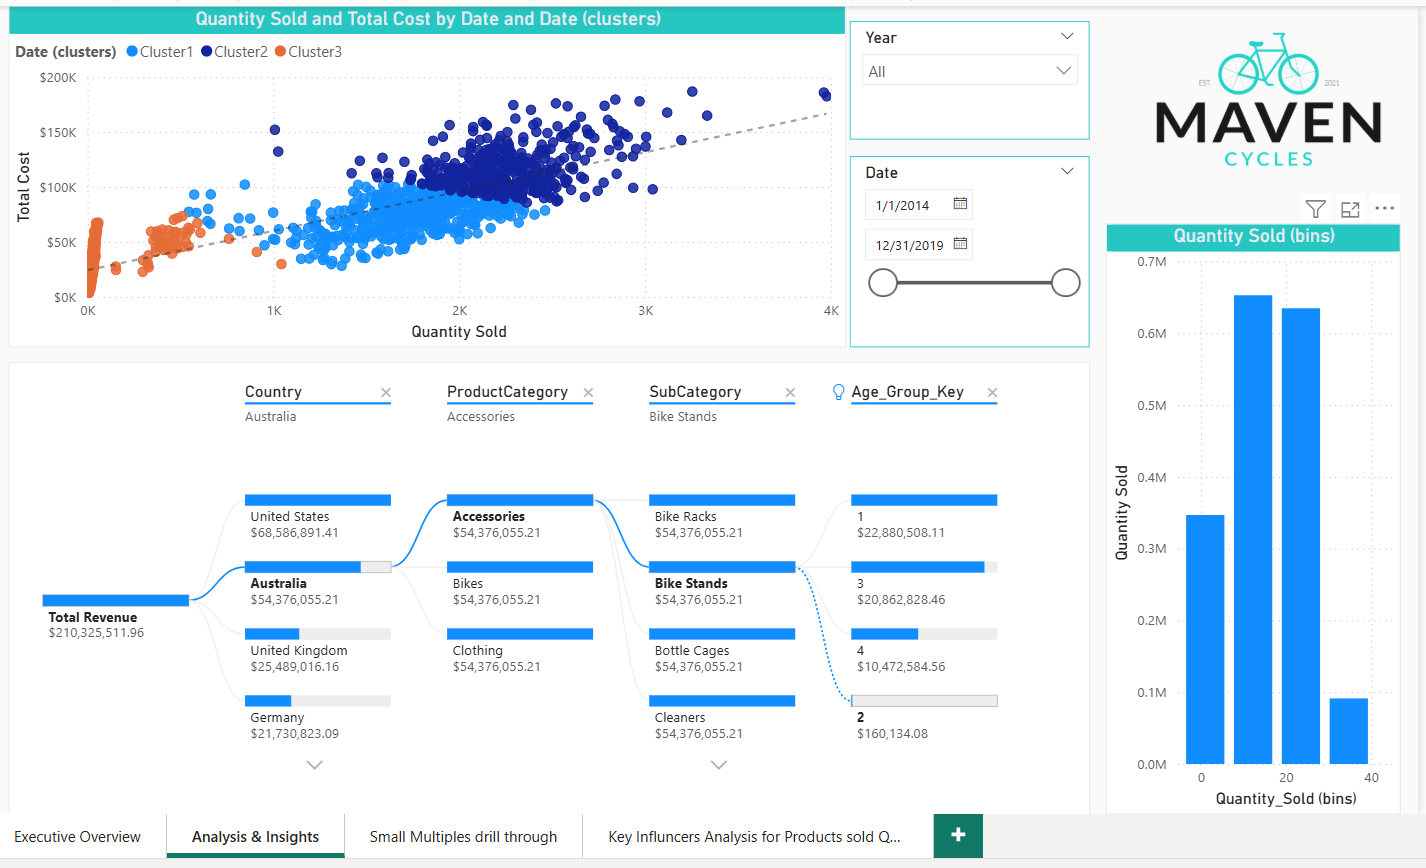 Quantity Sold and Total Cost by Date and Date (clusters)
Date (clusters) Cluster1 Cluster2 Cluster3
$200K
$150K
$100K
$50K
$0K
Total Cost
0K 1K 2K 3K 4K
Quantity Sold
Year
All
Date
1/1/2014
12/31/2019
EST. 2021
MAVEN
CYCLES
Quantity Sold (bins)
0.7M
0.6M
0.5M
0.4M
0.3M
0.2M
0.1M
0.0M
Quantity Sold
0 20 40
Quantity_Sold (bins)
Country
Australia
ProductCategory
Accessories
SubCategory
Bike Stands
Age_Group_Key
Total Revenue
$210,325,511.96
United States
$68,586,891.41
Australia
$54,376,055.21
United Kingdom
$25,489,016.16
Germany
$21,730,823.09
Accessories
$54,376,055.21
Bikes
$54,376,055.21
Clothing
$54,376,055.21
Bike Racks
$54,376,055.21
Bike Stands
$54,376,055.21
Bottle Cages
$54,376,055.21
Cleaners
$54,376,055.21
1
$22,880,508.11
3
$20,862,828.46
4
$10,472,584.56
2
$160,134.08
Executive Overview
Analysis & Insights
Small Multiples drill through
Key Influncers Analysis for Products sold Q...